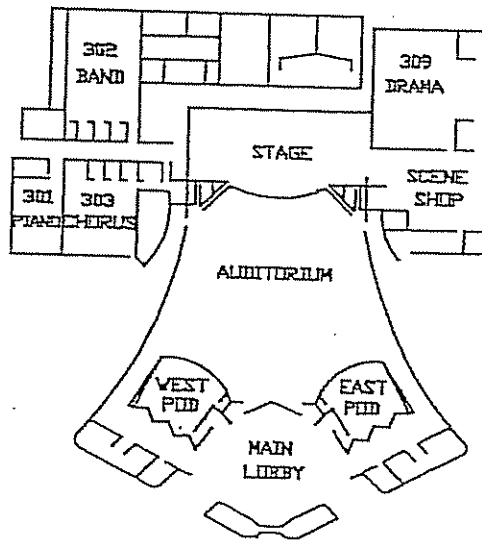 302
BAND
309
DRAMA
STAGE
SCENE
SHOP
301
PIANO
303
CHORUS
AUDITORIUM
WEST
POD
EAST
POD
MAIN
LOBBY